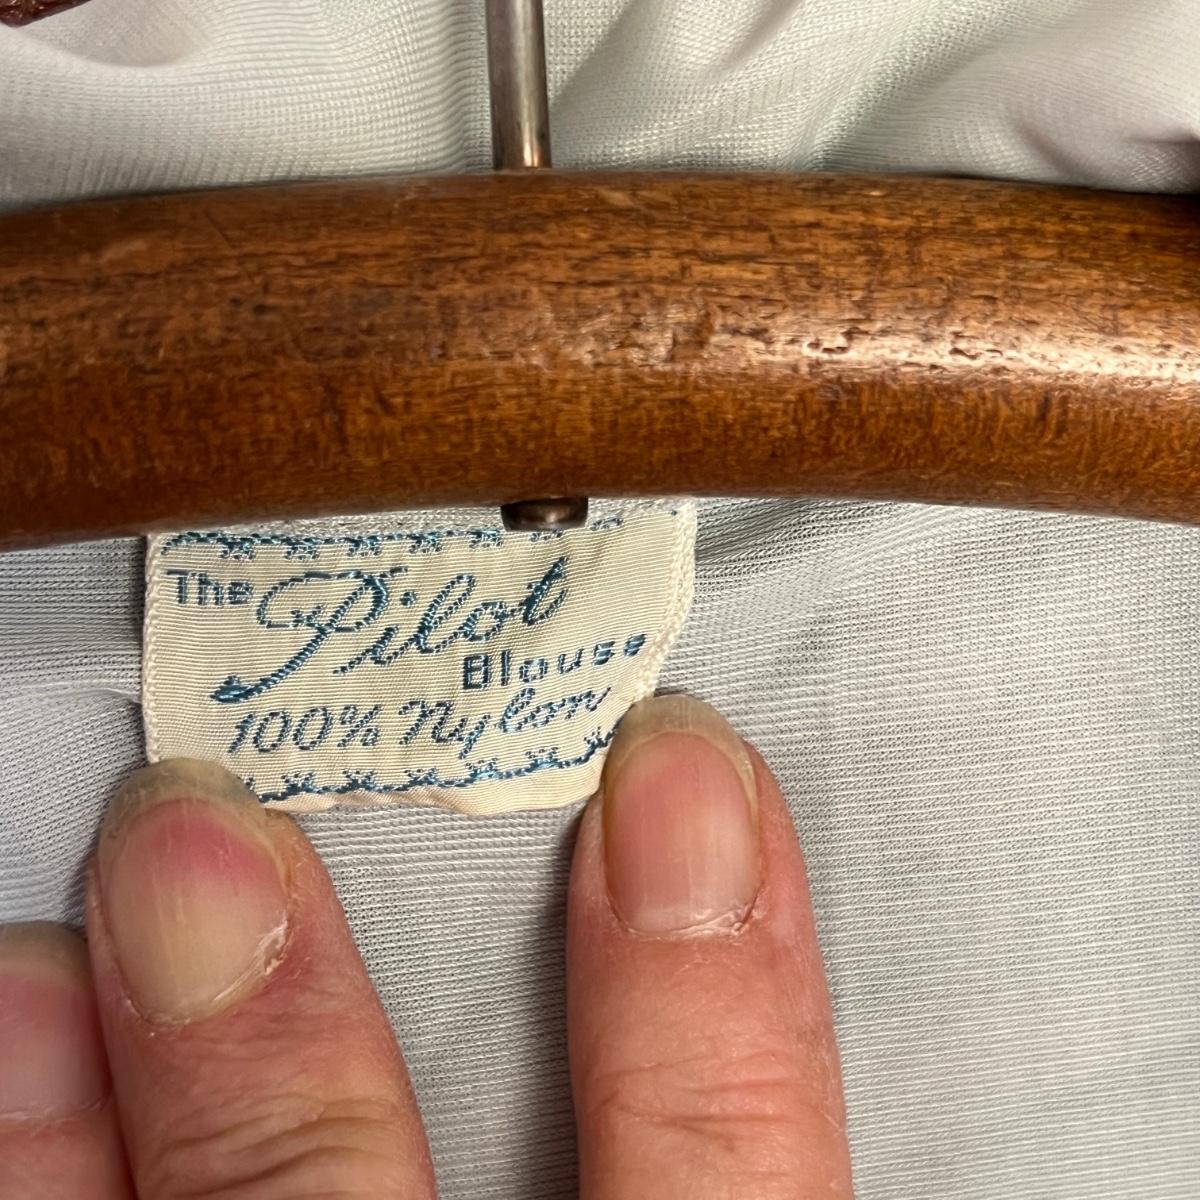 The Pilot
Blouse
100% Nylon